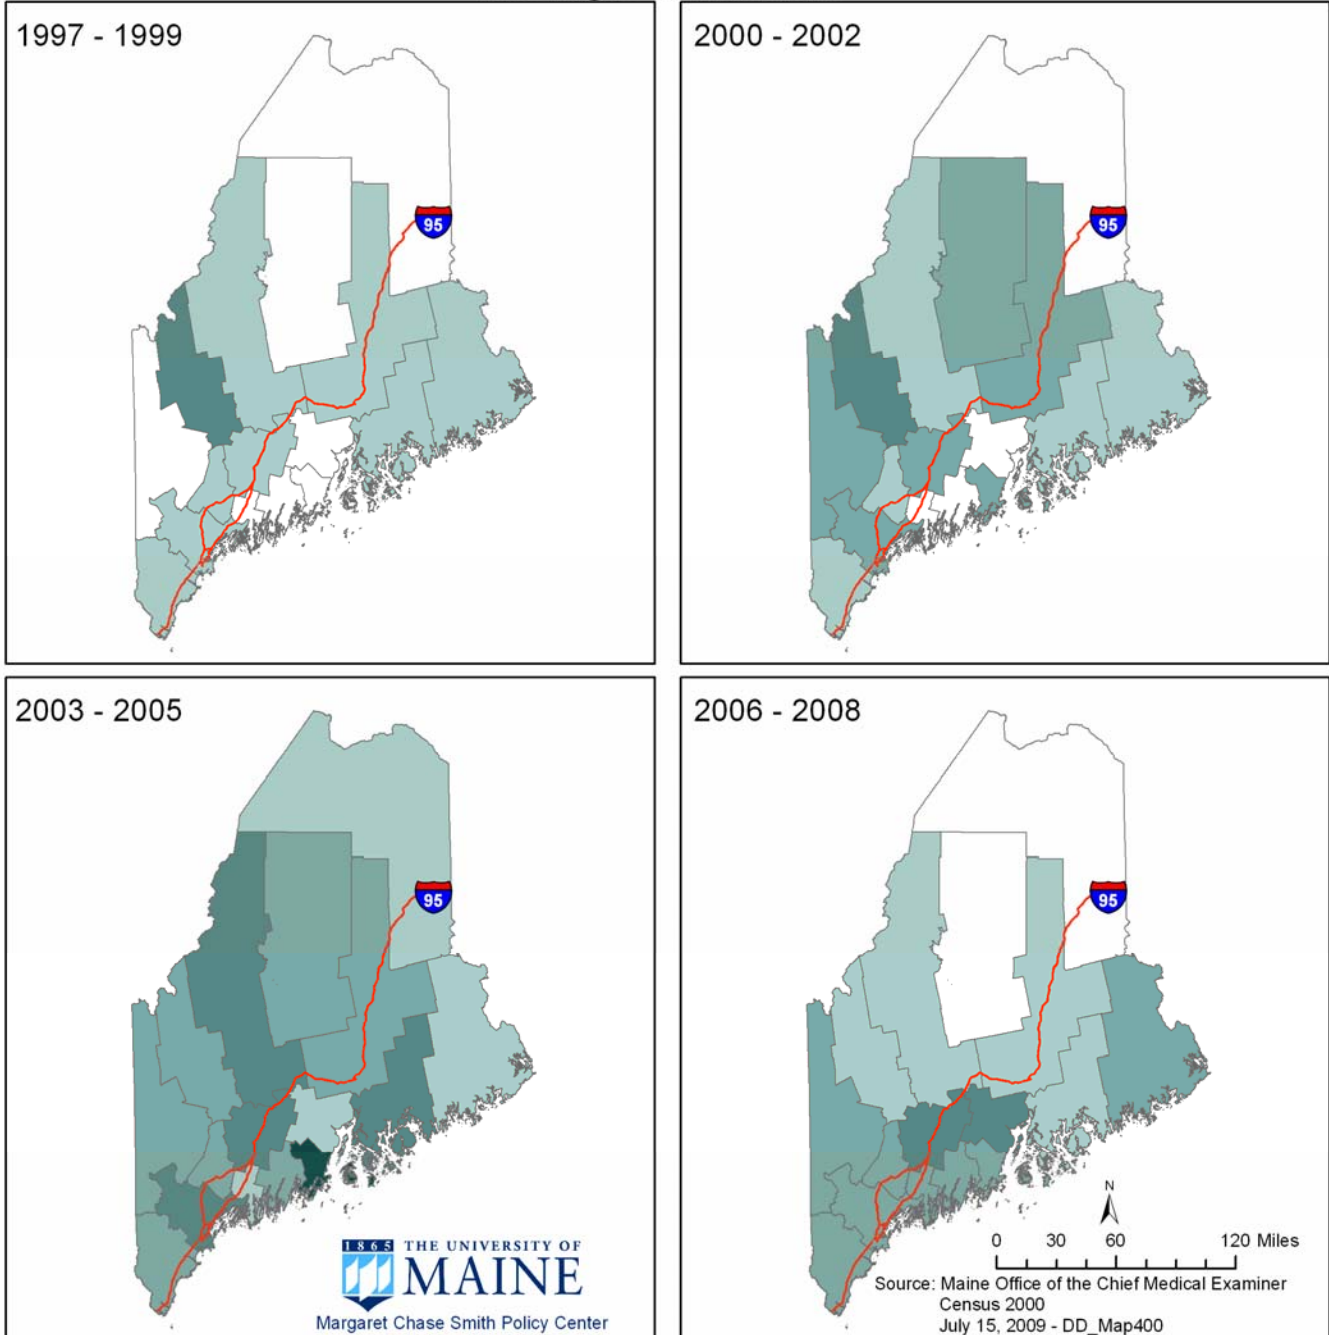 1997 - 1999
2000 - 2002
95
95
2003 - 2005
2006 - 2008
95
95
N
0 30 60 120 Miles
1865 THE UNIVERSITY OF
MAINE
Margaret Chase Smith Policy Center
Source: Maine Office of the Chief Medical Examiner
Census 2000
July 15, 2009 - DD_Map400